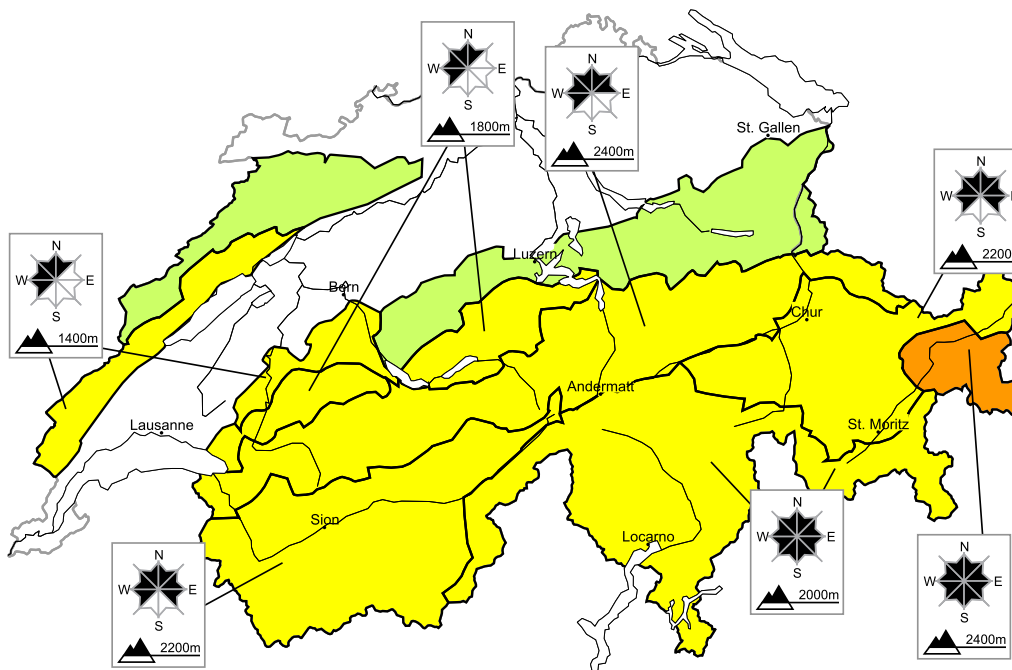 N
W E
S
1800m
N
W E
S
2400m
St. Gallen
N
W E
S
2200
N
W E
S
1400m
Luzern
Bern
Chur
Andermatt
Lausanne
St. Moritz
Sion
Locarno
N
W E
S
2000m
N
W E
S
2200m
N
W E
S
2400m